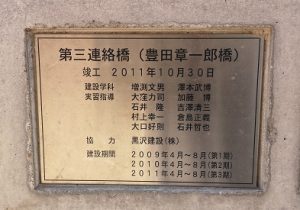 第三連絡橋（豊田章一郎橋）
竣工 2011年10月30日
建設学科 増渕文男 澤本武博
実習指導 大窪力司 加藤武博
石井隆 吉澤清三
村上幸一 倉島正義
大口好則 石井哲也
協力 黒沢建設（株）
建設期間 2009年4月～8月（第1期）
2010年4月～8月（第2期）
2011年4月～8月（第3期）